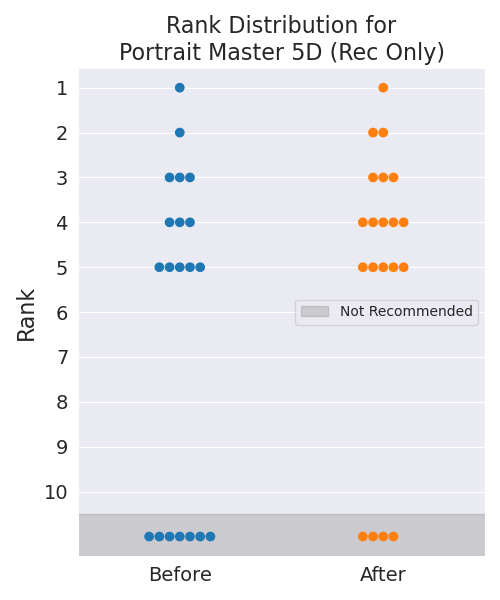 Rank Distribution for
Portrait Master 5D (Rec Only)
Rank
1
2
3
4
5
6
7
8
9
10
Not Recommended
Before
After